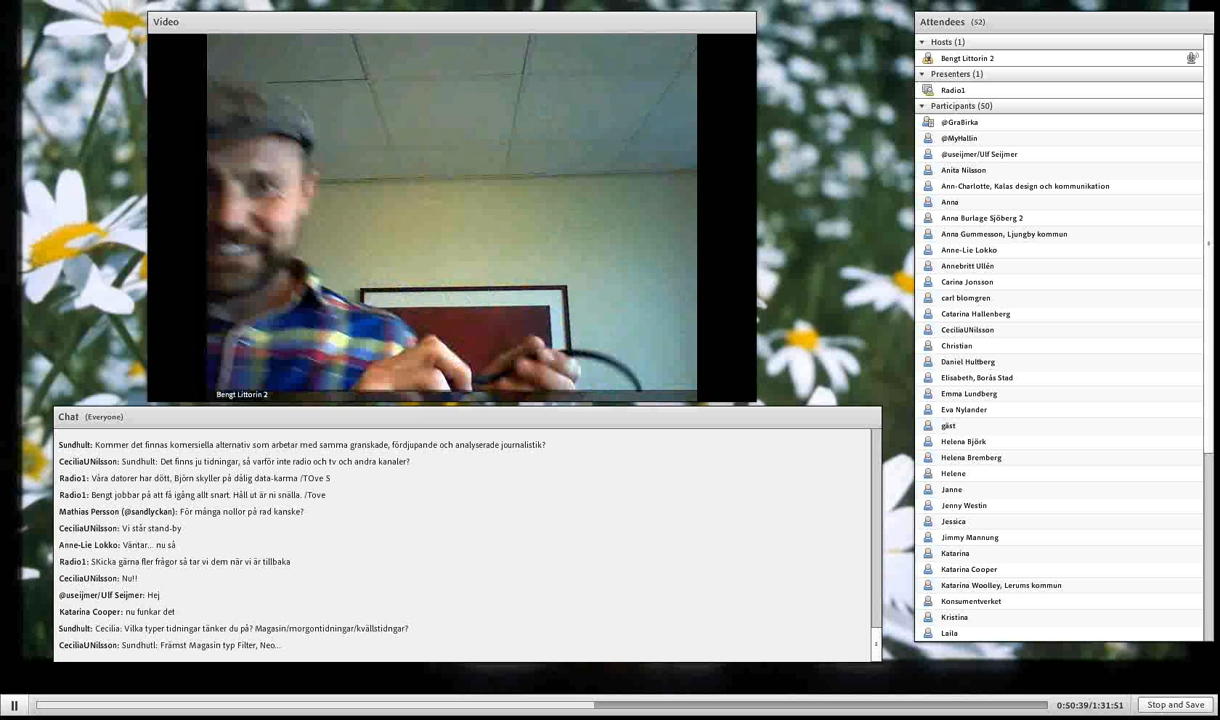 Video
Bengt Littorin 2
Chat (Everyone)
Sundhult: Kommer det finnas komersiella alternativ som arbetar med samma granskade, fördjupande och analyserade journalistik?
CeciliaUNilsson: Sundhult: Det finns ju tidningar, så varför inte radio och tv och andra kanaler?
Radio1: Våra datorer har dött, Björn skyller på dålig data-karma /TOve S
Radio1: Bengt jobbar på att få igång allt snart. Håll ut är ni snälla. /Tove
Mathias Persson (@sandlyckan): För många nollor på rad kanske?
CeciliaUNilsson: Vi står stand-by
Anne-Lie Lokko: Väntar... nu så
Radio1: SKicka gärna fler frågor så tar vi dem när vi är tillbaka
CeciliaUNilsson: Nu!!
@useijmer/Ulf Seijmer: Hej
Katarina Cooper: nu funkar det
Sundhult: Cecilia: Vilka typer tidningar tänker du på? Magasin/morgontidningar/kvällstidngar?
CeciliaUNilsson: Sundhutl: Främst Magasin typ Filter, Neo...
Attendees (52)
Hosts (1)
Bengt Littorin 2
Presenters (1)
Radio1
Participants (50)
@GraBirka
@MyHallin
@useijmer/Ulf Seijmer
Anita Nilsson
Ann-Charlotte, Kalas design och kommunikation
Anna
Anna Burlage Sjöberg 2
Anna Gummesson, Ljungby kommun
Anne-Lie Lokko
Annebritt Ullén
Carina Jonsson
carl blomgren
Catarina Hallenberg
CeciliaUNilsson
Christian
Daniel Hultberg
Elisabeth, Borås Stad
Emma Lundberg
Eva Nylander
gäst
Helena Björk
Helena Bremberg
Helene
Janne
Jenny Westin
Jessica
Jimmy Mannung
Katarina
Katarina Cooper
Katarina Woolley, Lerums kommun
Konsumentverket
Kristina
Laila
0:50:39/1:31:51
Stop and Save